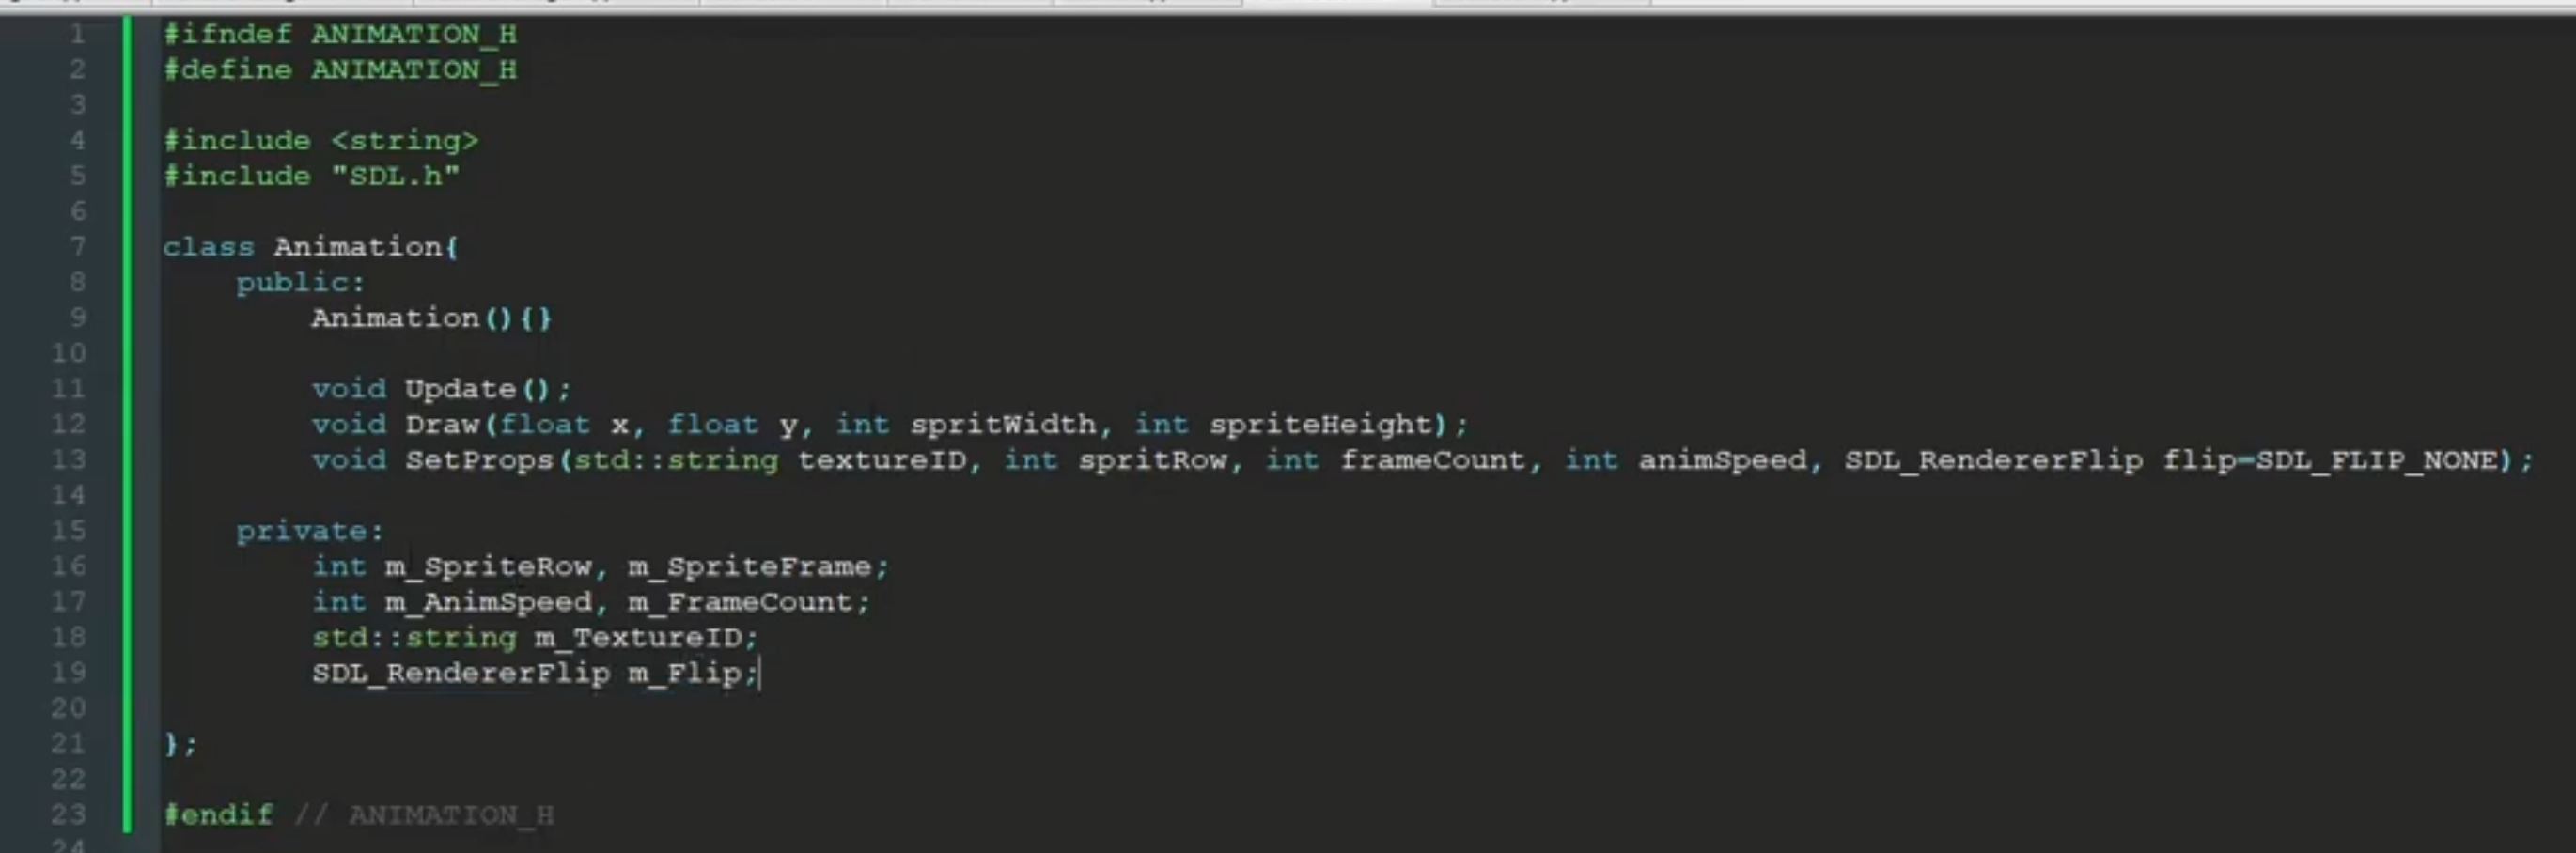 1 #ifndef ANIMATION_H
2 #define ANIMATION_H
3
4 #include <string>
5 #include "SDL.h"
6
7 class Animation{
8 public:
9 Animation(){}
10
11 void Update();
12 void Draw(float x, float y, int spritWidth, int spriteHeight);
13 void SetProps(std::string textureID, int spritRow, int frameCount, int animSpeed, SDL_RendererFlip flip=SDL_FLIP_NONE);
14
15 private:
16 int m_SpriteRow, m_SpriteFrame;
17 int m_AnimSpeed, m_FrameCount;
18 std::string m_TextureID;
19 SDL_RendererFlip m_Flip;
20
21 };
22
23 #endif // ANIMATION_H
24